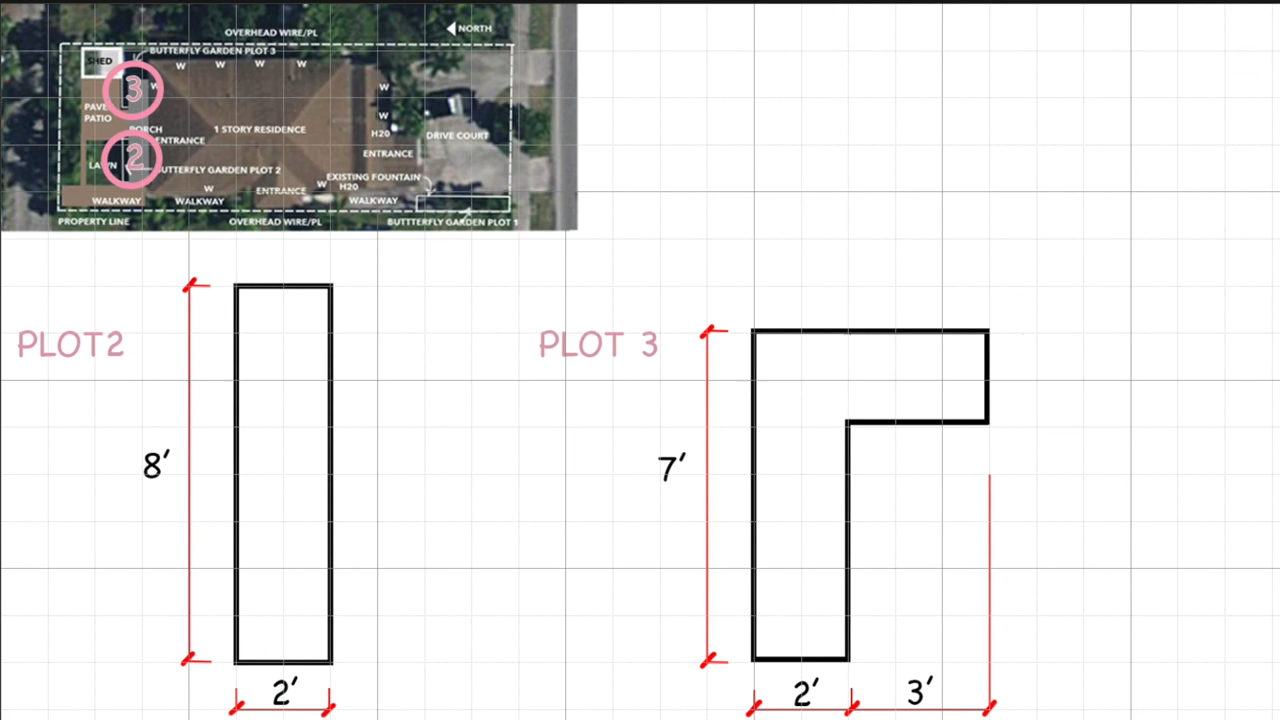 OVERHEAD WIRE/PL
NORTH
BUTTERFLY GARDEN PLOT 3
SHED
W W W W
3
W
W
PAVE
PATIO
W
PORCH
1 STORY RESIDENCE
H20
DRIVE COURT
ENTRANCE
2
ENTRANCE
LAWN
BUTTERFLY GARDEN PLOT 2
EXISTING FOUNTAIN
W
ENTRANCE
W
H20
WALKWAY
WALKWAY
WALKWAY
PROPERTY LINE
OVERHEAD WIRE/PL
BUTTTERFLY GARDEN PLOT 1
PLOT2
PLOT 3
8′
7′
2′
2′
3′